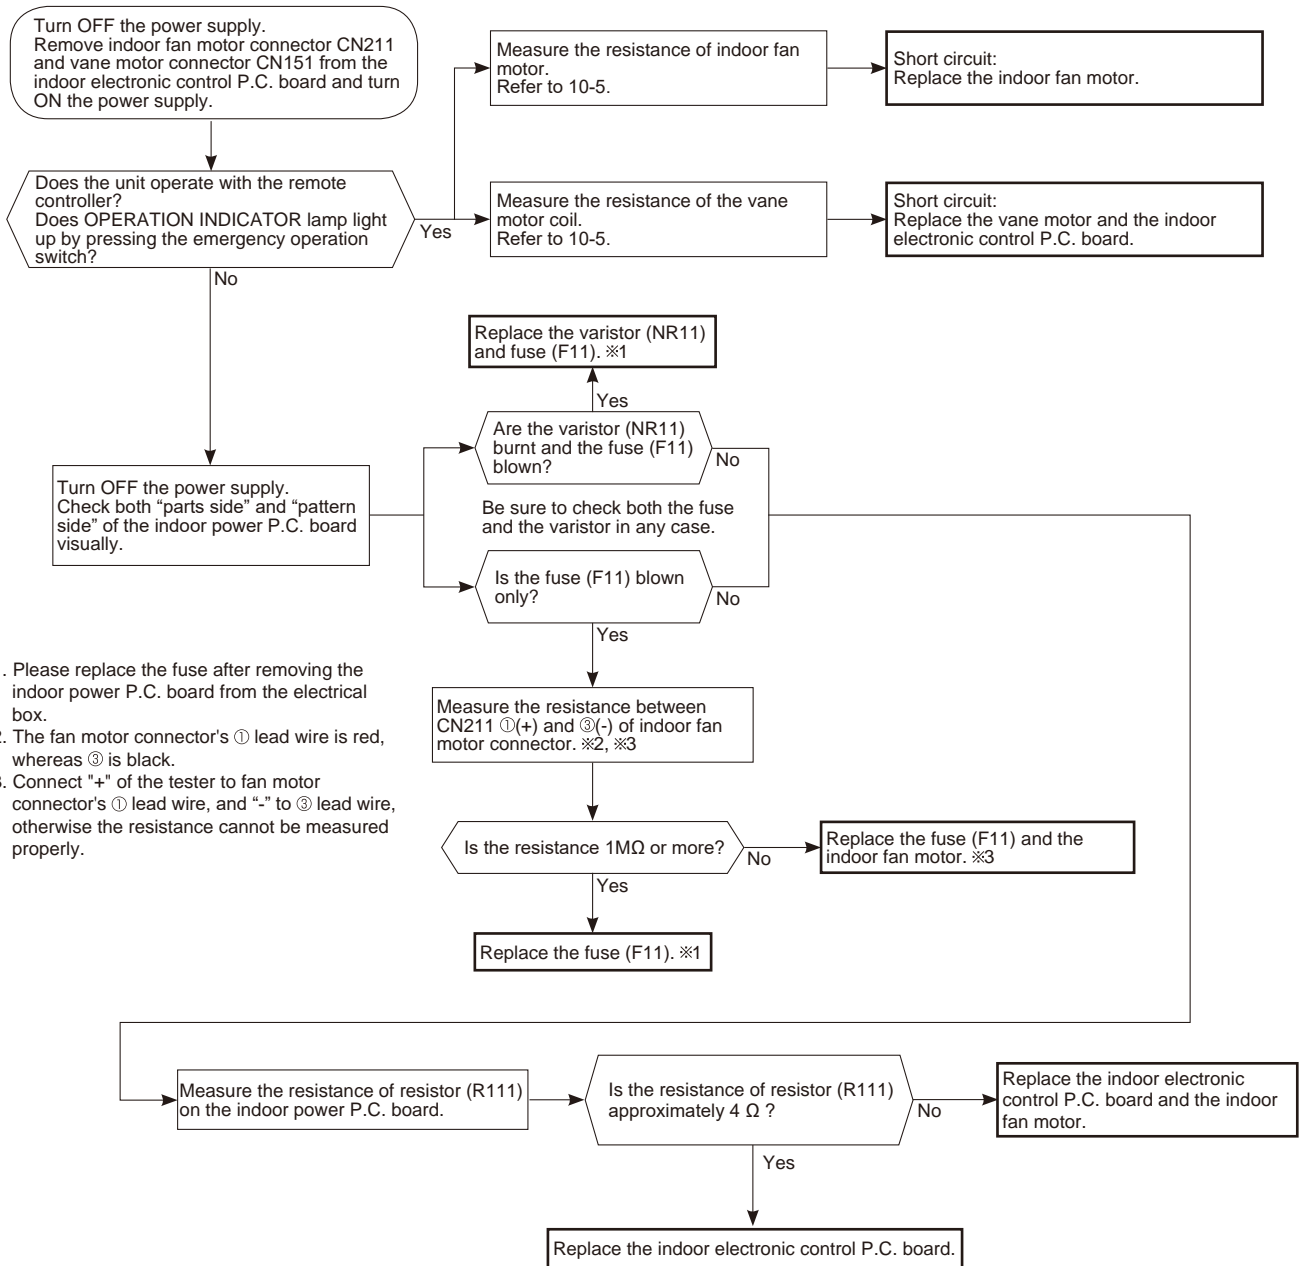 Turn OFF the power supply.
Remove indoor fan motor connector CN211
and vane motor connector CN151 from the
indoor electronic control P.C. board and turn
ON the power supply.
Measure the resistance of indoor fan
motor.
Refer to 10-5.
Short circuit:
Replace the indoor fan motor.
Does the unit operate with the remote
controller?
Does OPERATION INDICATOR lamp light
up by pressing the emergency operation
switch?
Yes
Measure the resistance of the vane
motor coil.
Refer to 10-5.
Short circuit:
Replace the vane motor and the indoor
electronic control P.C. board.
No
Replace the varistor (NR11)
and fuse (F11). ※1
Yes
Are the varistor (NR11)
burnt and the fuse (F11)
blown?
No
Turn OFF the power supply.
Check both “parts side” and “pattern
side” of the indoor power P.C. board
visually.
Be sure to check both the fuse
and the varistor in any case.
Is the fuse (F11) blown
only?
No
Yes
. Please replace the fuse after removing the
indoor power P.C. board from the electrical
box.
. The fan motor connector's ① lead wire is red,
whereas ③ is black.
. Connect "+" of the tester to fan motor
connector's ① lead wire, and “-” to ③ lead wire,
otherwise the resistance cannot be measured
properly.
Measure the resistance between
CN211 ①(+) and ③(-) of indoor fan
motor connector. ※2, ※3
Is the resistance 1MΩ or more?
No
Replace the fuse (F11) and the
indoor fan motor. ※3
Yes
Replace the fuse (F11). ※1
Measure the resistance of resistor (R111)
on the indoor power P.C. board.
Is the resistance of resistor (R111)
approximately 4 Ω ?
No
Replace the indoor electronic
control P.C. board and the indoor
fan motor.
Yes
Replace the indoor electronic control P.C. board.